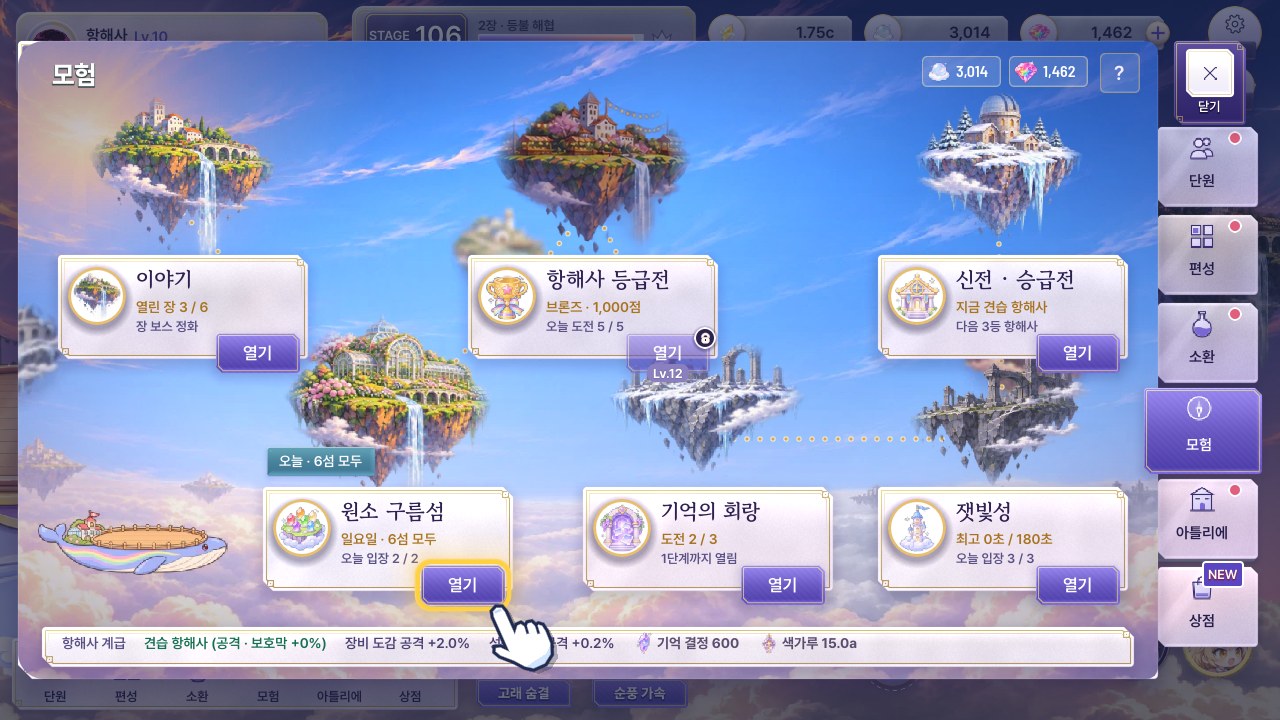 항해사 Lv.10
STAGE 106
2장 · 등불 해협
1.75c
3,014
1,462
모험
3,014
1,462
?
닫기
단원
편성
소환
모험
아틀리에
NEW
상점
이야기
열린 장 3 / 6
장 보스 정화
열기
항해사 등급전
브론즈 · 1,000점
오늘 도전 5 / 5
열기
Lv.12
신전 · 승급전
지금 견습 항해사
다음 3등 항해사
열기
오늘 · 6섬 모두
원소 구름섬
일요일 · 6섬 모두
오늘 입장 2 / 2
열기
기억의 회랑
도전 2 / 3
1단계까지 열림
열기
잿빛성
최고 0초 / 180초
오늘 입장 3 / 3
열기
항해사 계급 견습 항해사 (공격 · 보호막 +0%) 장비 도감 공격 +2.0% +0.2% 기억 결정 600 색가루 15.0a
단원 편성 소환 모험 아틀리에 상점
고래 숨결
순풍 가속